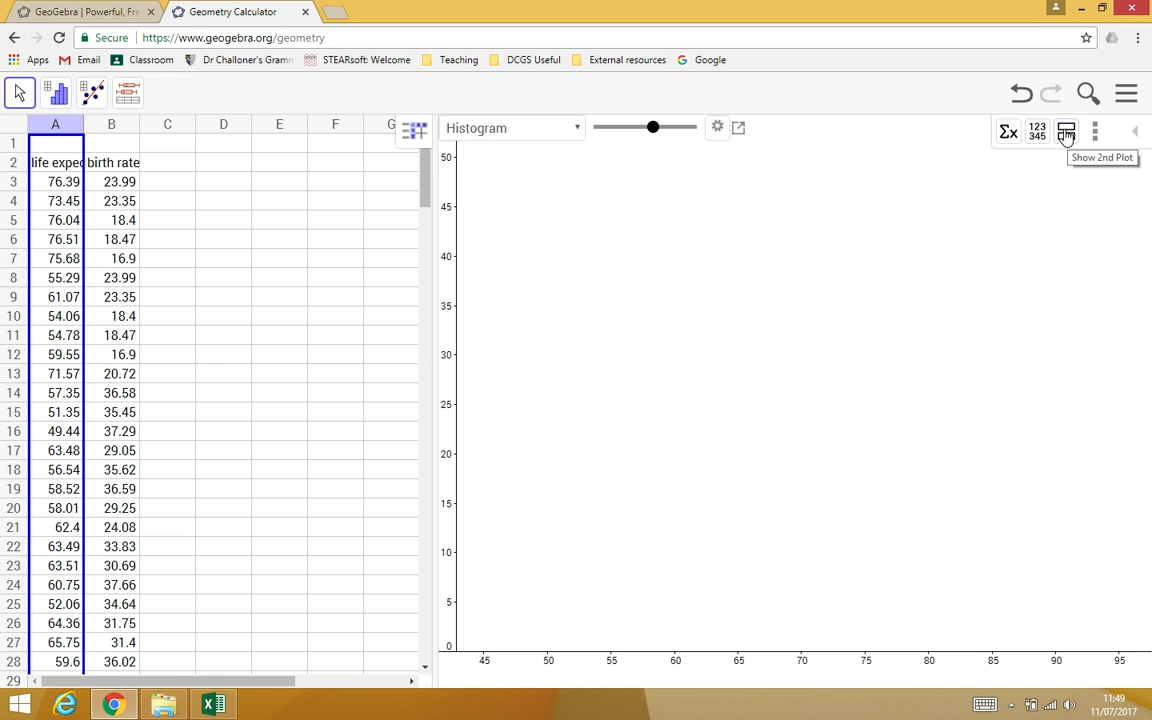 GeoGebra | Powerful, Fre
Geometry Calculator
Secure https://www.geogebra.org/geometry
Apps Email Classroom Dr Challoner's Gramn STEARsoft: Welcome Teaching DCGS Useful External resources Google
A B C D E F G
Histogram
Σx 123 345
Show 2nd Plot
1
2 life expec birth rate
3 76.39 23.99
4 73.45 23.35
5 76.04 18.4
6 76.51 18.47
7 75.68 16.9
8 55.29 23.99
9 61.07 23.35
10 54.06 18.4
11 54.78 18.47
12 59.55 16.9
13 71.57 20.72
14 57.35 36.58
15 51.35 35.45
16 49.44 37.29
17 63.48 29.05
18 56.54 35.62
19 58.52 36.59
20 58.01 29.25
21 62.4 24.08
22 63.49 33.83
23 63.51 30.69
24 60.75 37.66
25 52.06 34.64
26 64.36 31.75
27 65.75 31.4
28 59.6 36.02
29
50
45
40
35
30
25
20
15
10
5
0
45 50 55 60 65 70 75 80 85 90 95
11:49
11/07/2017